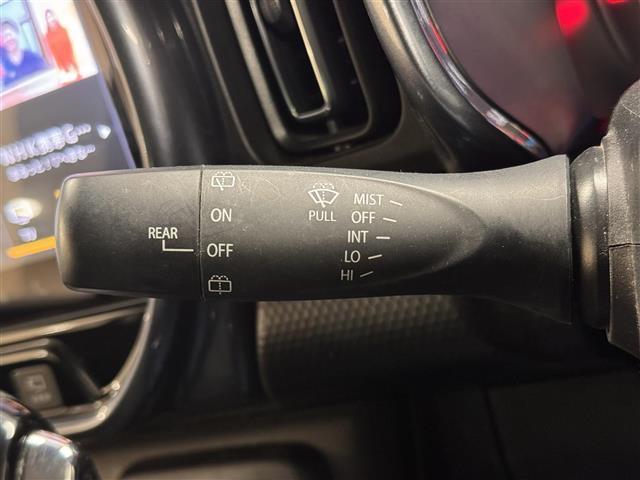 REAR
ON
OFF
PULL
MIST
OFF
INT
LO
HI